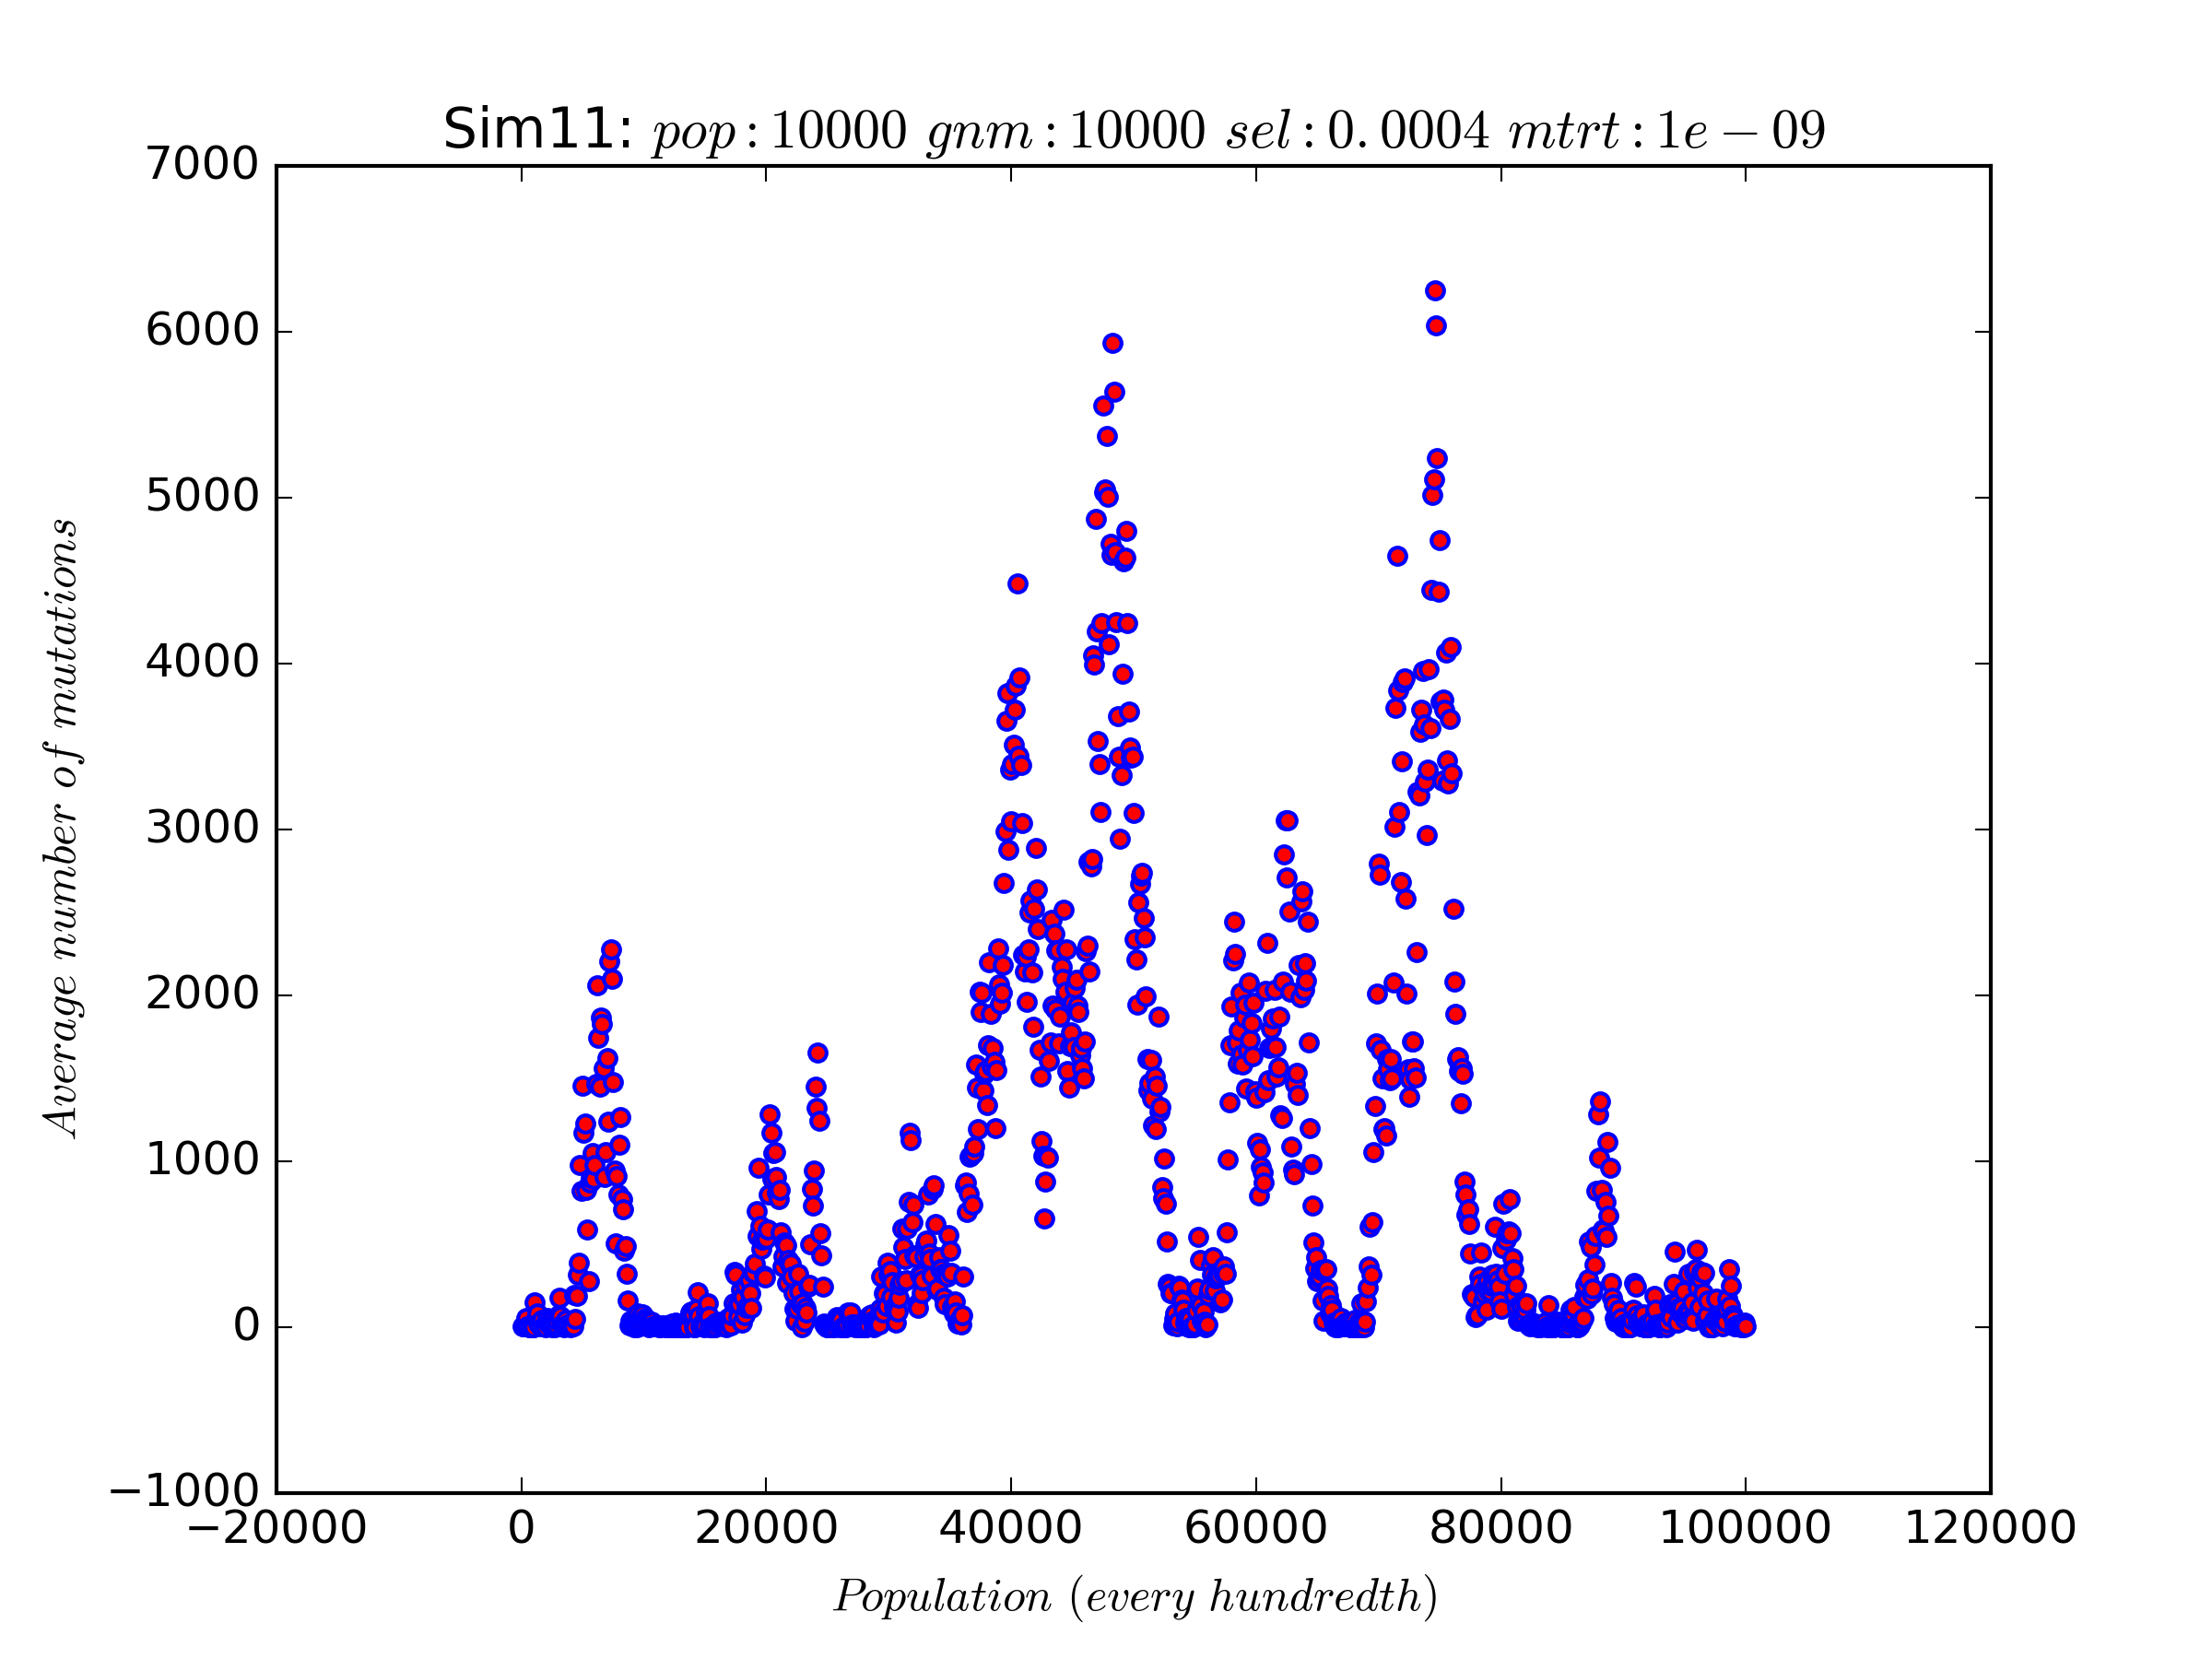 Sim11: pop : 10000 gnm : 10000 sel : 0.0004 mtrt : 1e − 09
7000
6000
5000
4000
3000
2000
1000
0
−1000
Average number of mutations
−20000 0 20000 40000 60000 80000 100000 120000
Population (every hundredth)